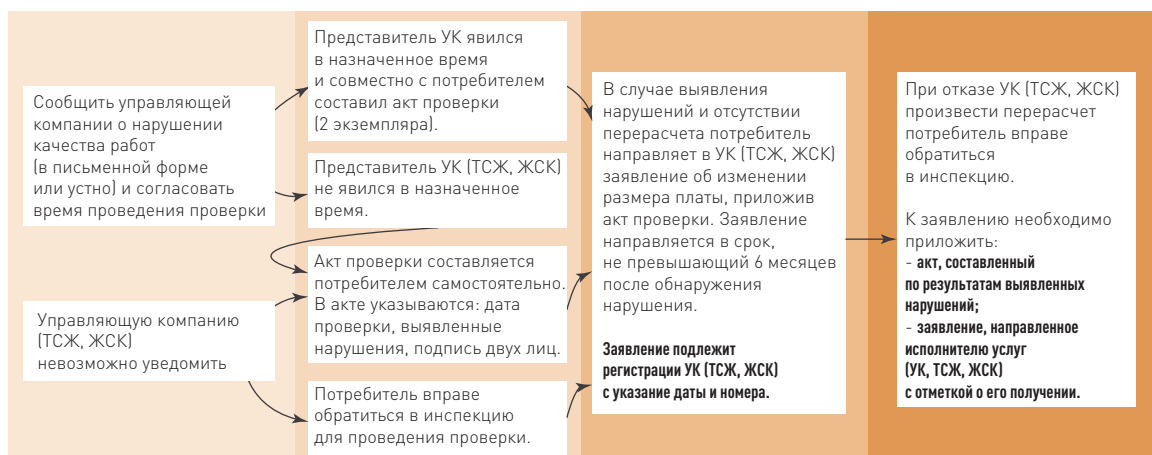 Сообщить управляющей
компании о нарушении
качества работ
(в письменной форме
или устно) и согласовать
время проведения проверки
Управляющую компанию
(ТСЖ, ЖСК)
невозможно уведомить
Представитель УК явился
в назначенное время
и совместно с потребителем
составил акт проверки
(2 экземпляра).
Представитель УК (ТСЖ, ЖСК)
не явился в назначенное
время.
Акт проверки составляется
потребителем самостоятельно.
В акте указываются: дата
проверки, выявленные
нарушения, подпись двух лиц.
Потребитель вправе
обратиться в инспекцию
для проведения проверки.
В случае выявления
нарушений и отсутствии
перерасчета потребитель
направляет в УК (ТСЖ, ЖСК)
заявление об изменении
размера платы, приложив
акт проверки. Заявление
направляется в срок,
не превышающий 6 месяцев
после обнаружения
нарушения.
Заявление подлежит
регистрации УК (ТСЖ, ЖСК)
с указание даты и номера.
При отказе УК (ТСЖ, ЖСК)
произвести перерасчет
потребитель вправе
обратиться
в инспекцию.
К заявлению необходимо
приложить:
- акт, составленный
по результатам выявленных
нарушений;
- заявление, направленное
исполнителю услуг
(УК, ТСЖ, ЖСК)
с отметкой о его получении.